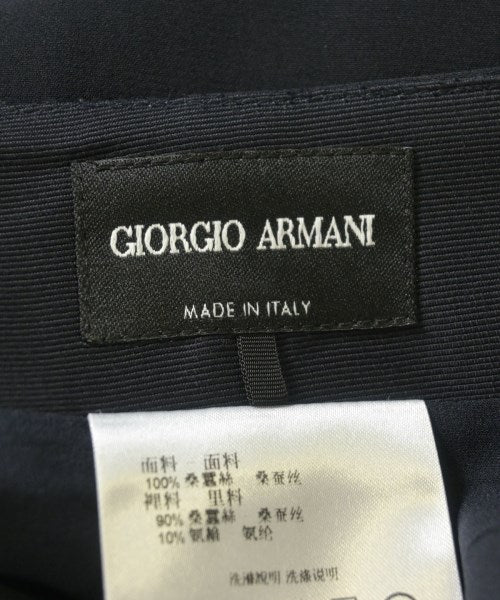 GIORGIO ARMANI
MADE IN ITALY
面料 面料
100% 桑蠶絲 桑蚕丝
裡料 里料
90% 桑蠶絲 桑蚕丝
10% 氨綸 氨纶
洗滌說明 洗涤说明